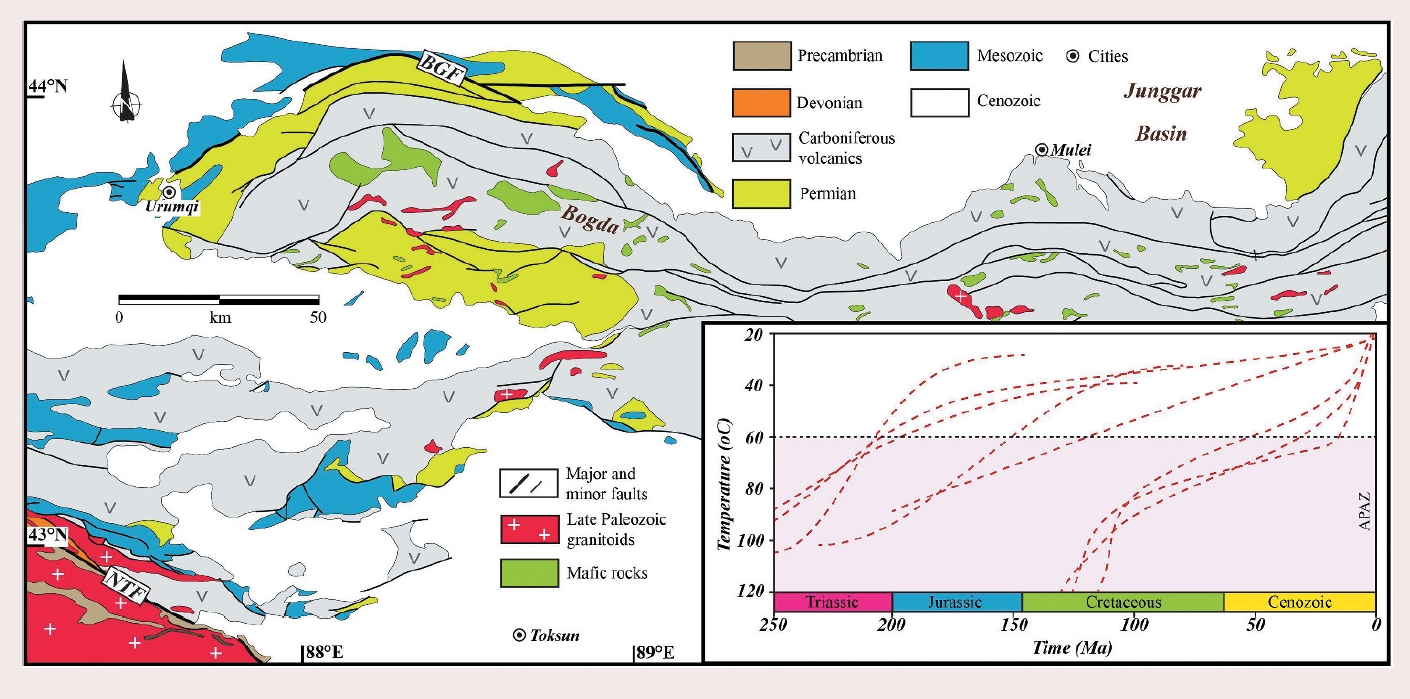 44°N
BGF
Precambrian
Mesozoic
Cities
Devonian
Cenozoic
Carboniferous
volcanics
V V
Permian
Junggar
Basin
Mulei
Urumqi
Bogda
N
0 km 50
Major and
minor faults
Late Paleozoic
granitoids
Mafic rocks
43°N
NTF
Toksun
88°E
89°E
20
40
60
80
100
120
Temperature (oC)
APAZ
Triassic
Jurassic
Cretaceous
Cenozoic
250
200
150
100
50
0
Time (Ma)